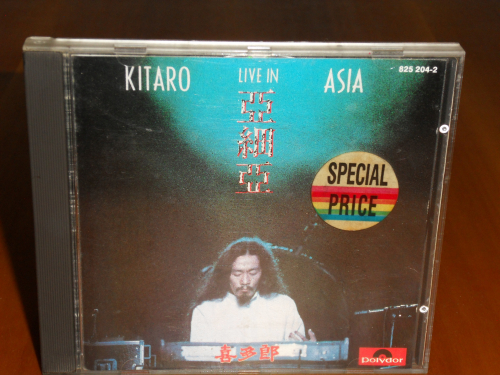 KITARO LIVE IN ASIA
825 204-2
亞細亞
SPECIAL
PRICE
喜多郎
polydor